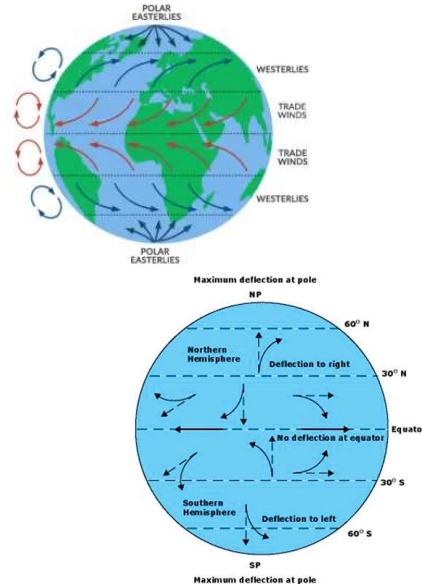 POLAR
EASTERLIES
WESTERLIES
TRADE
WINDS
TRADE
WINDS
WESTERLIES
POLAR
EASTERLIES
Maximum deflection at pole
NP
60° N
Northern
Hemisphere
Deflection to right
30° N
Equato
No deflection at equator
30° S
Southern
Hemisphere
Deflection to left
60° S
SP
Maximum deflection at pole